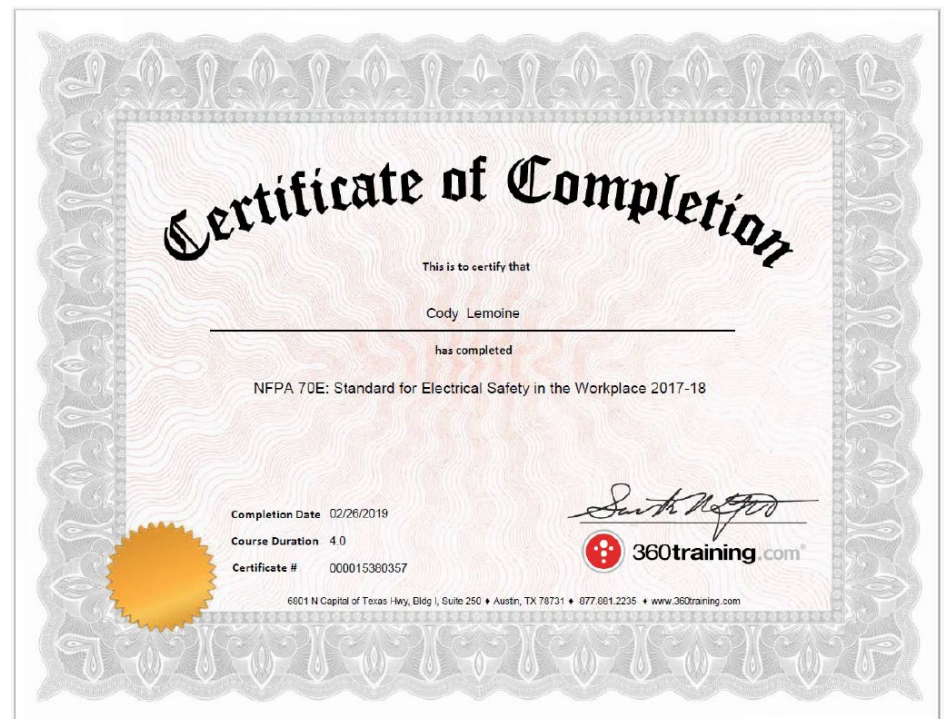 Certificate of Completion
This is to certify that
Cody Lemoine
has completed
NFPA 70E: Standard for Electrical Safety in the Workplace 2017-18
Completion Date 02/26/2019
Course Duration 4.0
Certificate # 000015380357
360training.com®
6801 N Capital of Texas Hwy, Bldg I, Suite 250 ♦ Austin, TX 78731 ♦ 877.881.2235 ♦ www.360training.com